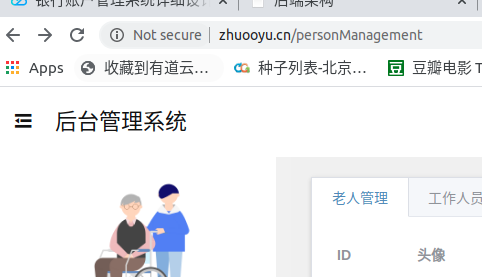 银行账户管理系统详细设计
后端架构
Not secure | zhuooyu.cn/personManagement
Apps 收藏到有道云… 种子列表-北京… 豆瓣电影 T
后台管理系统
老人管理 工作人员
ID 头像